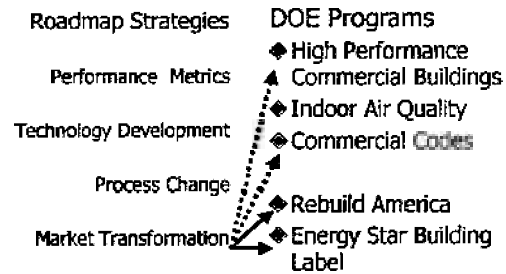 Roadmap Strategies
Performance Metrics
Technology Development
Process Change
Market Transformation
DOE Programs
High Performance
Commercial Buildings
Indoor Air Quality
Commercial Codes
Rebuild America
Energy Star Building
Label